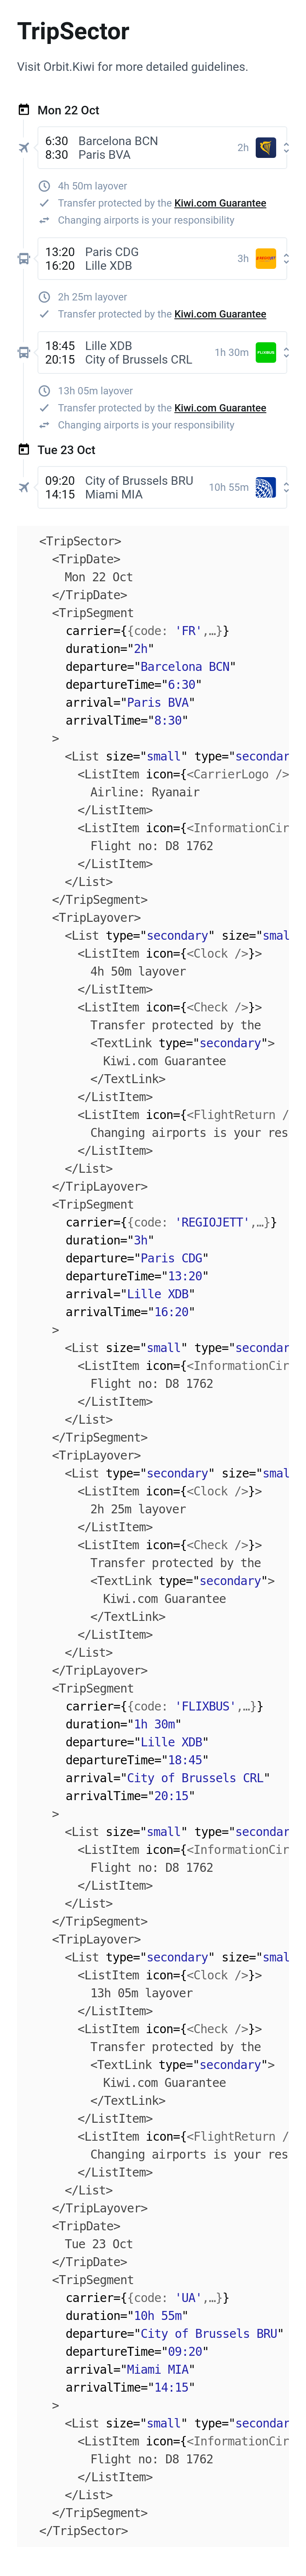 TripSector
Visit Orbit.Kiwi for more detailed guidelines.
Mon 22 Oct
6:30 Barcelona BCN
2h
8:30 Paris BVA
4h 50m layover
Transfer protected by the Kiwi.com Guarantee
Changing airports is your responsibility
13:20 Paris CDG
3h
16:20 Lille XDB
2h 25m layover
Transfer protected by the Kiwi.com Guarantee
18:45 Lille XDB
1h 30m
FLIXBUS
20:15 City of Brussels CRL
13h 05m layover
Transfer protected by the Kiwi.com Guarantee
Changing airports is your responsibility
Tue 23 Oct
09:20 City of Brussels BRU
10h 55m
14:15 Miami MIA
<TripSector>
<TripDate>
Mon 22 Oct
</TripDate>
<TripSegment
carrier={{code: 'FR',…}}
duration="2h"
departure="Barcelona BCN"
departureTime="6:30"
arrival="Paris BVA"
arrivalTime="8:30"
>
<List size="small" type="secondar
<ListItem icon={<CarrierLogo />
Airline: Ryanair
</ListItem>
<ListItem icon={<InformationCir
Flight no: D8 1762
</ListItem>
</List>
</TripSegment>
<TripLayover>
<List type="secondary" size="smal
<ListItem icon={<Clock />}>
4h 50m layover
</ListItem>
<ListItem icon={<Check />}>
Transfer protected by the
<TextLink type="secondary">
Kiwi.com Guarantee
</TextLink>
</ListItem>
<ListItem icon={<FlightReturn /
Changing airports is your res
</ListItem>
</List>
</TripLayover>
<TripSegment
carrier={{code: 'REGIOJETT',…}}
duration="3h"
departure="Paris CDG"
departureTime="13:20"
arrival="Lille XDB"
arrivalTime="16:20"
>
<List size="small" type="secondar
<ListItem icon={<InformationCir
Flight no: D8 1762
</ListItem>
</List>
</TripSegment>
<TripLayover>
<List type="secondary" size="smal
<ListItem icon={<Clock />}>
2h 25m layover
</ListItem>
<ListItem icon={<Check />}>
Transfer protected by the
<TextLink type="secondary">
Kiwi.com Guarantee
</TextLink>
</ListItem>
</List>
</TripLayover>
<TripSegment
carrier={{code: 'FLIXBUS',…}}
duration="1h 30m"
departure="Lille XDB"
departureTime="18:45"
arrival="City of Brussels CRL"
arrivalTime="20:15"
>
<List size="small" type="secondar
<ListItem icon={<InformationCir
Flight no: D8 1762
</ListItem>
</List>
</TripSegment>
<TripLayover>
<List type="secondary" size="smal
<ListItem icon={<Clock />}>
13h 05m layover
</ListItem>
<ListItem icon={<Check />}>
Transfer protected by the
<TextLink type="secondary">
Kiwi.com Guarantee
</TextLink>
</ListItem>
<ListItem icon={<FlightReturn /
Changing airports is your res
</ListItem>
</List>
</TripLayover>
<TripDate>
Tue 23 Oct
</TripDate>
<TripSegment
carrier={{code: 'UA',…}}
duration="10h 55m"
departure="City of Brussels BRU"
departureTime="09:20"
arrival="Miami MIA"
arrivalTime="14:15"
>
<List size="small" type="secondar
<ListItem icon={<InformationCir
Flight no: D8 1762
</ListItem>
</List>
</TripSegment>
</TripSector>